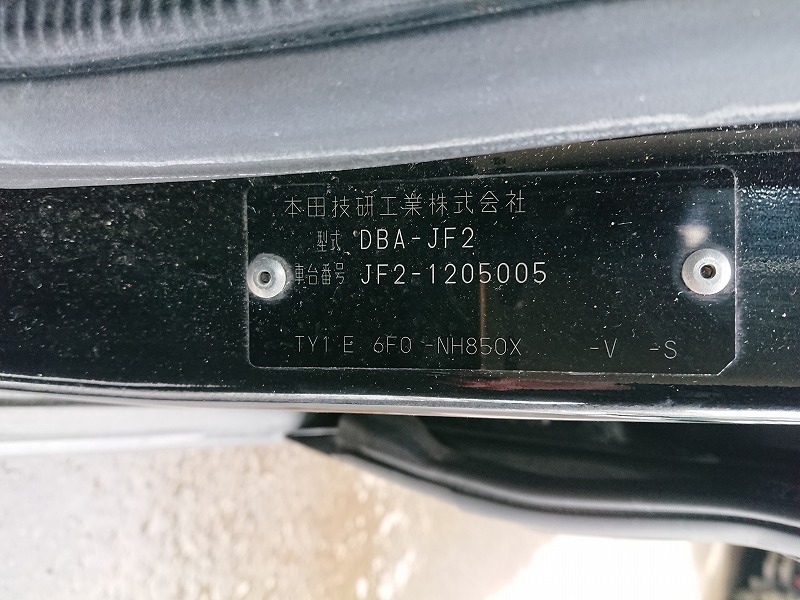 本田技研工業株式会社
型式 DBA-JF2
車台番号 JF2-1205005
TY1 E 6F0 -NH850X -V -S